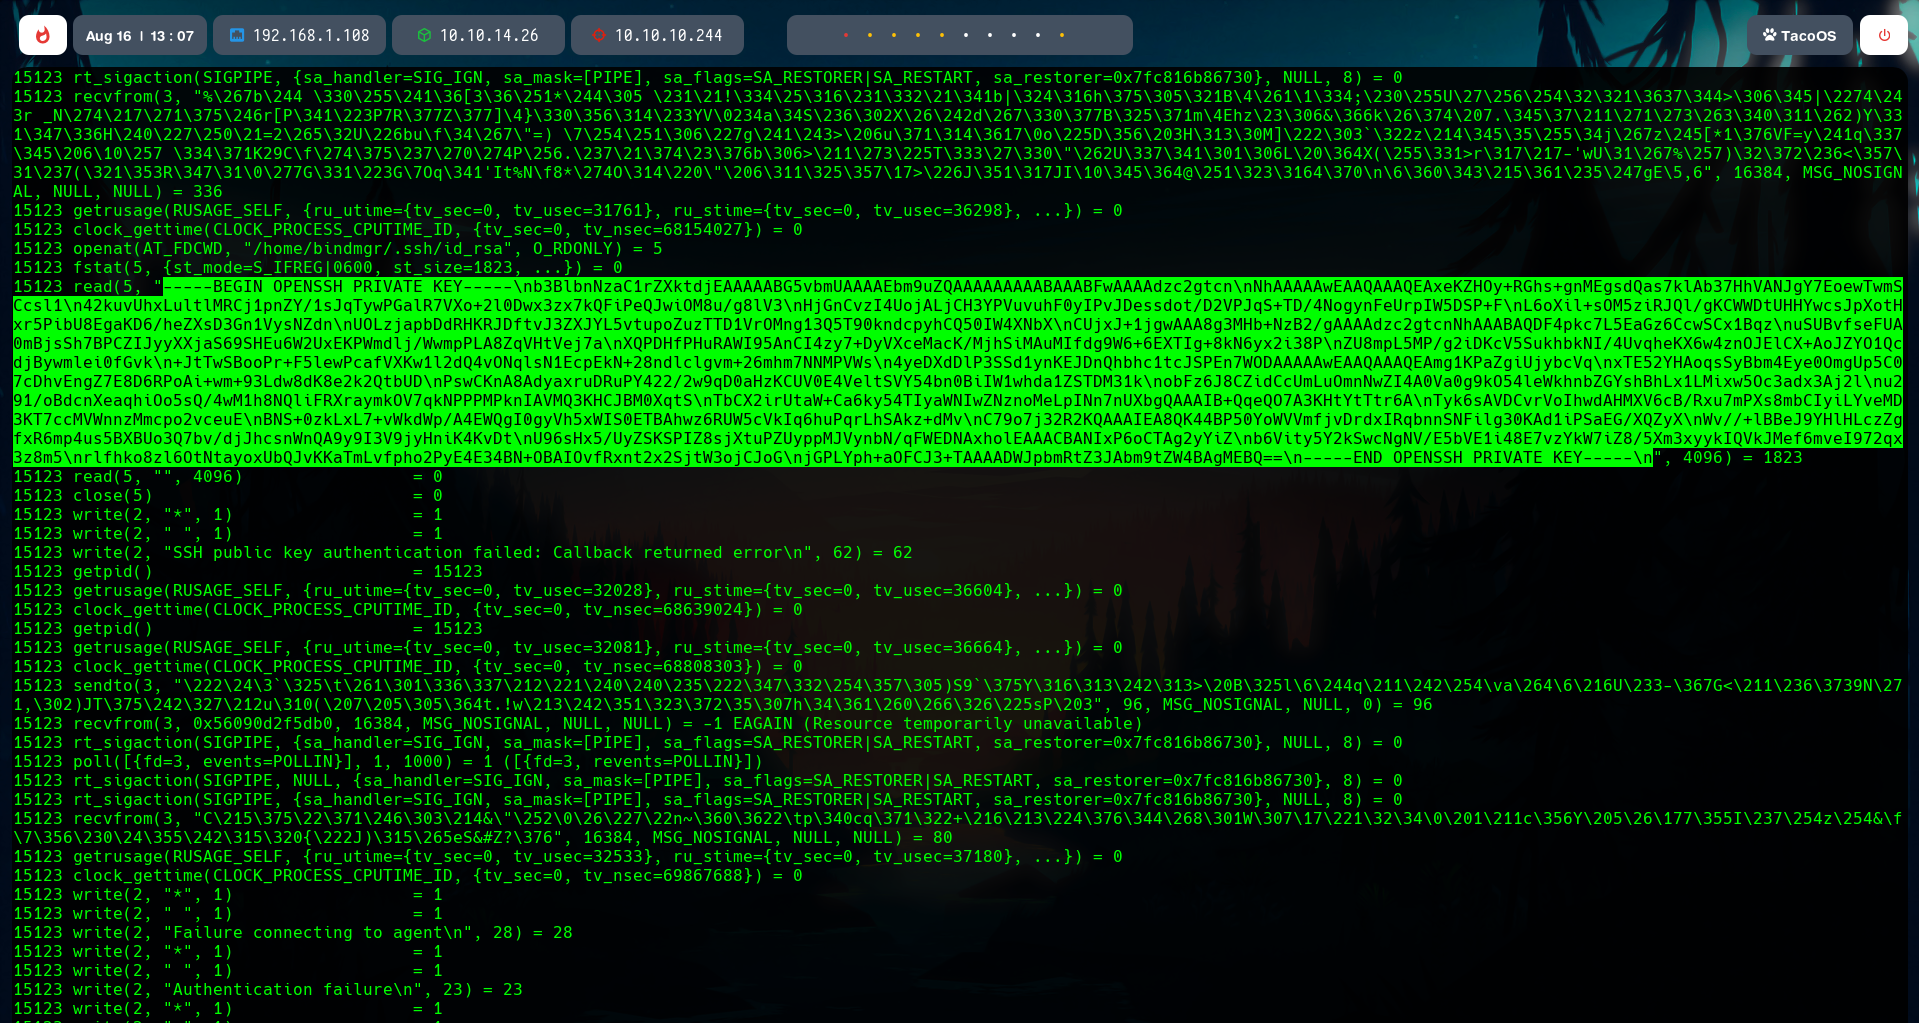 Aug 16 | 13 : 07
192.168.1.108
10.10.14.26
10.10.10.244
TacoOS
15123 rt_sigaction(SIGPIPE, {sa_handler=SIG_IGN, sa_mask=[PIPE], sa_flags=SA_RESTORER|SA_RESTART, sa_restorer=0x7fc816b86730}, NULL, 8) = 0
15123 recvfrom(3, "%\267b\244 \330\255\241\36[3\36\251*\244\305 \231\21!\334\25\316\231\332\21\341b|\324\316h\375\305\321B\4\261\1\334;\230\255U\27\256\254\32\321\3637\344>\306\345|\2274\24
3r _N\274\217\271\375\246r[P\341\223P7R\377Z\377]\4}\330\356\314\233YV\0234a\34S\236\302X\26\242d\267\330\377B\325\371m\4Ehz\23\306&\366k\26\374\207.\345\37\211\271\273\263\340\311\262)Y\33
1\347\336H\240\227\250\21=2\265\32U\226bu\f\34\267\"=) \7\254\251\306\227g\241\243>\206u\371\314\3617\0o\225D\356\203H\313\30M]\222\303`\322z\214\345\35\255\34j\267z\245[*1\376VF=y\241q\337
\345\206\10\257 \334\371K29C\f\274\375\237\270\274P\256.\237\21\374\23\376b\306>\211\273\225T\333\27\330\"\262U\337\341\301\306L\20\364X(\255\331>r\317\217-'wU\31\267%\257)\32\372\236<\357\
31\237(\321\353R\347\31\0\277G\331\223G\7Oq\341'It%N\f8*\274O\314\220\"\206\311\325\357\17>\226J\351\317JI\10\345\364@\251\323\3164\370\n\6\360\343\215\361\235\247gE\5,6", 16384, MSG_NOSIGN
AL, NULL, NULL) = 336
15123 getrusage(RUSAGE_SELF, {ru_utime={tv_sec=0, tv_usec=31761}, ru_stime={tv_sec=0, tv_usec=36298}, ...}) = 0
15123 clock_gettime(CLOCK_PROCESS_CPUTIME_ID, {tv_sec=0, tv_nsec=68154027}) = 0
15123 openat(AT_FDCWD, "/home/bindmgr/.ssh/id_rsa", O_RDONLY) = 5
15123 fstat(5, {st_mode=S_IFREG|0600, st_size=1823, ...}) = 0
15123 read(5, "-----BEGIN OPENSSH PRIVATE KEY-----\nb3BlbnNzaC1rZXktdjEAAAAABG5vbmUAAAAEbm9uZQAAAAAAAAABAAABFwAAAAdzc2gtcn\nNhAAAAAwEAAQAAAQEAxeKZHOy+RGhs+gnMEgsdQas7klAb37HhVANJgY7EoewTwmS
Ccsl1\n42kuvUhxLultlMRCj1pnZY/1sJqTywPGalR7VXo+2l0Dwx3zx7kQFiPeQJwiOM8u/g8lV3\nHjGnCvzI4UojALjCH3YPVuvuhF0yIPvJDessdot/D2VPJqS+TD/4NogynFeUrpIW5DSP+F\nL6oXil+sOM5ziRJQl/gKCWWDtUHHYwcsJpXotH
xr5PibU8EgaKD6/heZXsD3Gn1VysNZdn\nUOLzjapbDdRHKRJDftvJ3ZXJYL5vtupoZuzTTD1VrOMng13Q5T90kndcpyhCQ50IW4XNbX\nCUjxJ+1jgwAAA8g3MHb+NzB2/gAAAAdzc2gtcnNhAAABAQDF4pkc7L5EaGz6CcwSCx1Bqz\nuSUBvfseFUA
0mBjsSh7BPCZIJyyXXjaS69SHEu6W2UxEKPWmdlj/WwmpPLA8ZqVHtVej7a\nXQPDHfPHuRAWI95AnCI4zy7+DyVXceMacK/MjhSiMAuMIfdg9W6+6EXTIg+8kN6yx2i38P\nZU8mpL5MP/g2iDKcV5SukhbkNI/4UvqheKX6w4znOJElCX+AoJZYO1Qc
djBywmlei0fGvk\n+JtTwSBooPr+F5lewPcafVXKw1l2dQ4vONqlsN1EcpEkN+28ndlclgvm+26mhm7NNMPVWs\n4yeDXdDlP3SSd1ynKEJDnQhbhc1tcJSPEn7WODAAAAAwEAAQAAAQEAmg1KPaZgiUjybcVq\nxTE52YHAoqsSyBbm4Eye0OmgUp5C0
7cDhvEngZ7E8D6RPoAi+wm+93Ldw8dK8e2k2QtbUD\nPswCKnA8AdyaxruDRuPY422/2w9qD0aHzKCUV0E4VeltSVY54bn0BiIW1whda1ZSTDM31k\nobFz6J8CZidCcUmLuOmnNwZI4A0Va0g9kO54leWkhnbZGYshBhLx1LMixw5Oc3adx3Aj2l\nu2
91/oBdcnXeaqhiOo5sQ/4wM1h8NQliFRXraymkOV7qkNPPPMPknIAVMQ3KHCJBM0XqtS\nTbCX2irUtaW+Ca6ky54TIyaNWIwZNznoMeLpINn7nUXbgQAAAIB+QqeQO7A3KHtYtTtr6A\nTyk6sAVDCvrVoIhwdAHMXV6cB/Rxu7mPXs8mbCIyiLYveMD
3KT7ccMVWnnzMmcpo2vceuE\nBNS+0zkLxL7+vWkdWp/A4EWQgI0gyVh5xWIS0ETBAhwz6RUW5cVkIq6huPqrLhSAkz+dMv\nC79o7j32R2KQAAAIEA8QK44BP50YoWVVmfjvDrdxIRqbnnSNFilg30KAd1iPSaEG/XQZyX\nWv//+lBBeJ9YHlHLczZg
fxR6mp4us5BXBUo3Q7bv/djJhcsnWnQA9y9I3V9jyHniK4KvDt\nU96sHx5/UyZSKSPIZ8sjXtuPZUyppMJVynbN/qFWEDNAxholEAAACBANIxP6oCTAg2yYiZ\nb6Vity5Y2kSwcNgNV/E5bVE1i48E7vzYkW7iZ8/5Xm3xyykIQVkJMef6mveI972qx
3z8m5\nrlfhko8zl6OtNtayoxUbQJvKKaTmLvfpho2PyE4E34BN+OBAIOvfRxnt2x2SjtW3ojCJoG\njGPLYph+aOFCJ3+TAAAADWJpbmRtZ3JAbm9tZW4BAgMEBQ==\n-----END OPENSSH PRIVATE KEY-----\n", 4096) = 1823
15123 read(5, "", 4096)                 = 0
15123 close(5)                          = 0
15123 write(2, "*", 1)                  = 1
15123 write(2, " ", 1)                  = 1
15123 write(2, "SSH public key authentication failed: Callback returned error\n", 62) = 62
15123 getpid()                          = 15123
15123 getrusage(RUSAGE_SELF, {ru_utime={tv_sec=0, tv_usec=32028}, ru_stime={tv_sec=0, tv_usec=36604}, ...}) = 0
15123 clock_gettime(CLOCK_PROCESS_CPUTIME_ID, {tv_sec=0, tv_nsec=68639024}) = 0
15123 getpid()                          = 15123
15123 getrusage(RUSAGE_SELF, {ru_utime={tv_sec=0, tv_usec=32081}, ru_stime={tv_sec=0, tv_usec=36664}, ...}) = 0
15123 clock_gettime(CLOCK_PROCESS_CPUTIME_ID, {tv_sec=0, tv_nsec=68808303}) = 0
15123 sendto(3, "\222\24\3`\325\t\261\301\336\337\212\221\240\240\235\222\347\332\254\357\305)S9`\375Y\316\313\242\313>\20B\325l\6\244q\211\242\254\va\264\6\216U\233-\367G<\211\236\3739N\27
1,\302)JT\375\242\327\212u\310(\207\205\305\364t.!w\213\242\351\323\372\35\307h\34\361\260\266\326\225sP\203", 96, MSG_NOSIGNAL, NULL, 0) = 96
15123 recvfrom(3, 0x56090d2f5db0, 16384, MSG_NOSIGNAL, NULL, NULL) = -1 EAGAIN (Resource temporarily unavailable)
15123 rt_sigaction(SIGPIPE, {sa_handler=SIG_IGN, sa_mask=[PIPE], sa_flags=SA_RESTORER|SA_RESTART, sa_restorer=0x7fc816b86730}, NULL, 8) = 0
15123 poll([{fd=3, events=POLLIN}], 1, 1000) = 1 ([{fd=3, revents=POLLIN}])
15123 rt_sigaction(SIGPIPE, NULL, {sa_handler=SIG_IGN, sa_mask=[PIPE], sa_flags=SA_RESTORER|SA_RESTART, sa_restorer=0x7fc816b86730}, 8) = 0
15123 rt_sigaction(SIGPIPE, {sa_handler=SIG_IGN, sa_mask=[PIPE], sa_flags=SA_RESTORER|SA_RESTART, sa_restorer=0x7fc816b86730}, NULL, 8) = 0
15123 recvfrom(3, "C\215\375\22\371\246\303\214&\"\252\0\26\227\22n~\360\3622\tp\340cq\371\322+\216\213\224\376\344\268\301W\307\17\221\32\34\0\201\211c\356Y\205\26\177\355I\237\254z\254&\f
\7\356\230\24\355\242\315\320{\222J)\315\265eS&#Z?\376", 16384, MSG_NOSIGNAL, NULL, NULL) = 80
15123 getrusage(RUSAGE_SELF, {ru_utime={tv_sec=0, tv_usec=32533}, ru_stime={tv_sec=0, tv_usec=37180}, ...}) = 0
15123 clock_gettime(CLOCK_PROCESS_CPUTIME_ID, {tv_sec=0, tv_nsec=69867688}) = 0
15123 write(2, "*", 1)                  = 1
15123 write(2, " ", 1)                  = 1
15123 write(2, "Failure connecting to agent\n", 28) = 28
15123 write(2, "*", 1)                  = 1
15123 write(2, " ", 1)                  = 1
15123 write(2, "Authentication failure\n", 23) = 23
15123 write(2, "*", 1)                  = 1